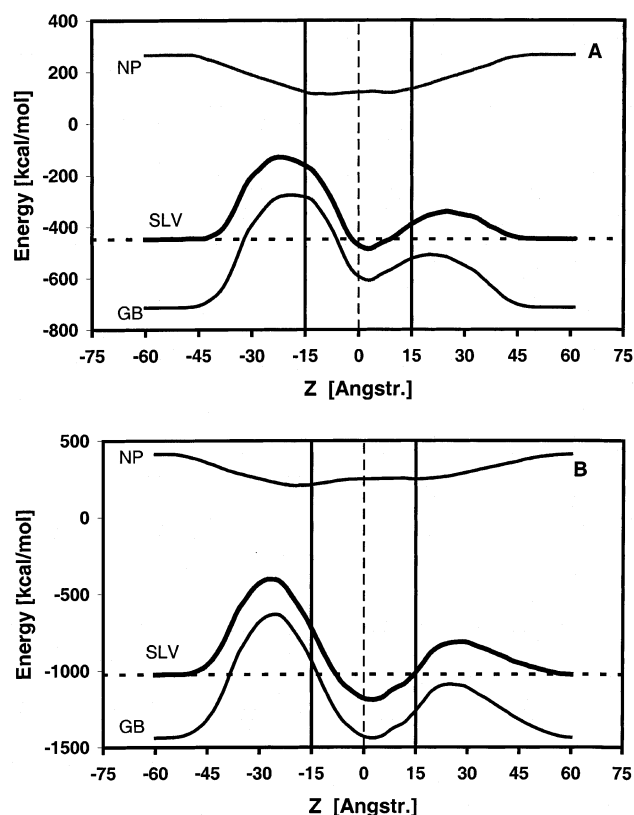 400
NP
A
200
0
-200
SLV
-400
-600
GB
-800
Energy [kcal/mol]
-75 -60 -45 -30 -15 0 15 30 45 60 75
Z [Angstr.]
500
NP
B
0
-500
SLV
-1000
GB
-1500
Energy [kcal/mol]
-75 -60 -45 -30 -15 0 15 30 45 60 75
Z [Angstr.]